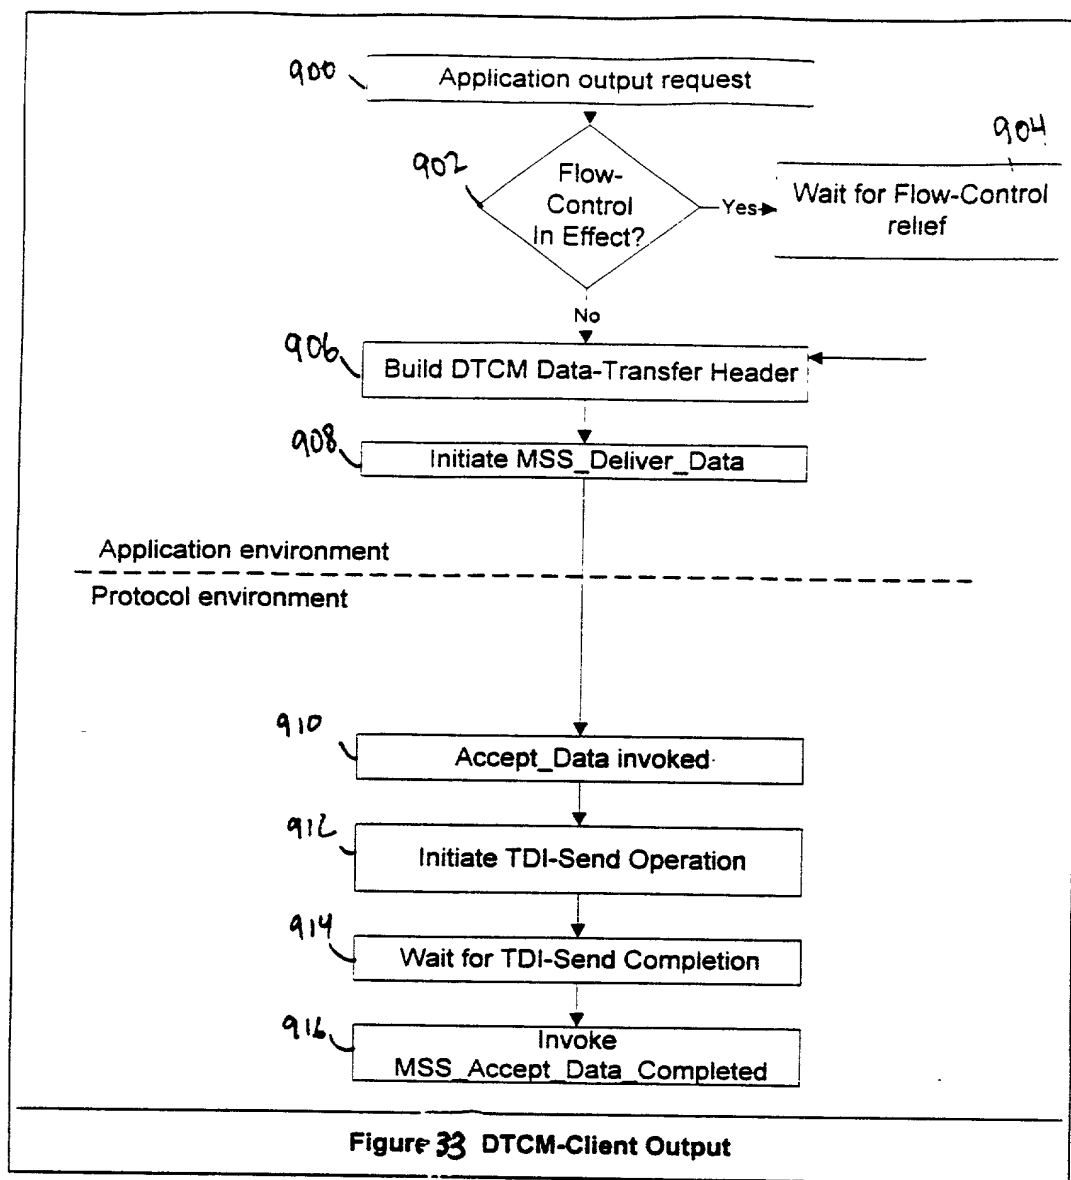 900
Application output request
904
902
Flow-
Control
In Effect?
Yes
Wait for Flow-Control
relief
No
906
Build DTCM Data-Transfer Header
908
Initiate MSS_Deliver_Data
Application environment
Protocol environment
910
Accept_Data invoked
912
Initiate TDI-Send Operation
914
Wait for TDI-Send Completion
916
Invoke
MSS_Accept_Data_Completed
Figure 33 DTCM-Client Output